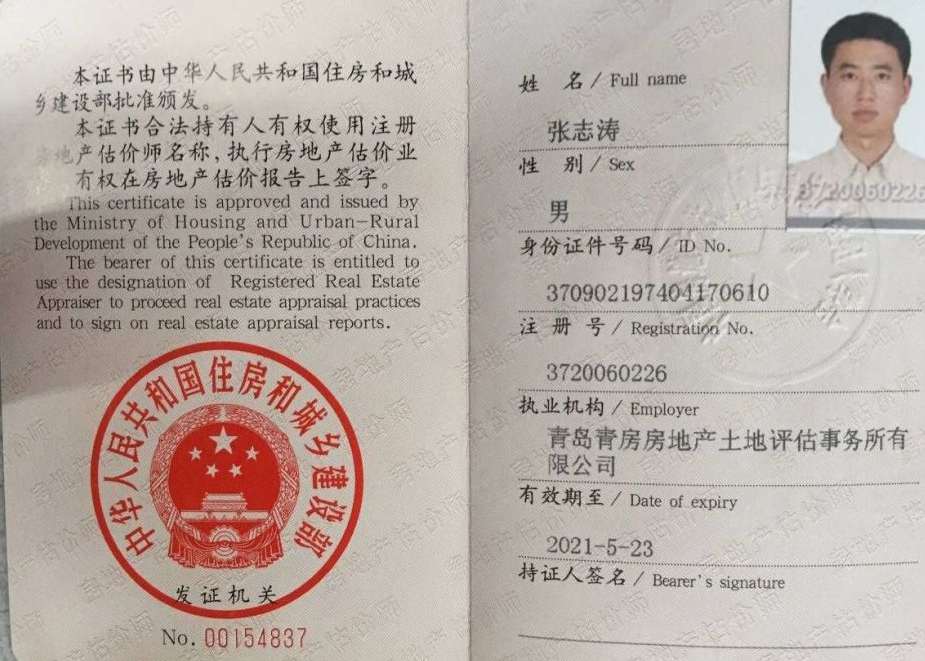 本证书由中华人民共和国住房和城
乡建设部批准颁发。
本证书合法持有人有权使用注册
房地产估价师名称，执行房地产估价业
有权在房地产估价报告上签字。
This certificate is approved and issued by
the Ministry of Housing and Urban-Rural
Development of the People's Republic of China.
The bearer of this certificate is entitled to
use the designation of Registered Real Estate
Appraiser to proceed real estate appraisal practices
and to sign on real estate appraisal reports.
中华人民共和国住房和城乡建设部
发证机关
No. 00154837
姓 名 / Full name
张志涛
性 别 / Sex
男
身份证件号码 / ID No.
370902197404170610
注 册 号 / Registration No.
3720060226
执业机构 / Employer
青岛青房房地产土地评估事务所有
限公司
有效期至 / Date of expiry
2021-5-23
持证人签名 / Bearer's signature
3720060226